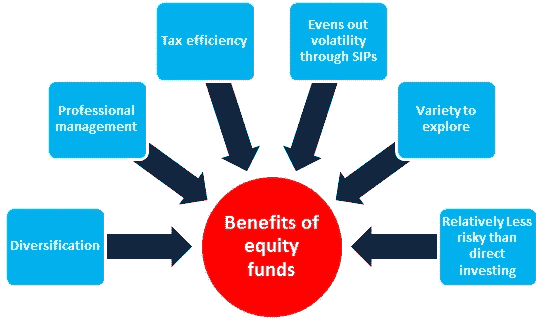 Tax efficiency
Evens out
volatility
through SIPs
Professional
management
Variety to
explore
Diversification
Benefits of
equity
funds
Relatively Less
risky than
direct
investing